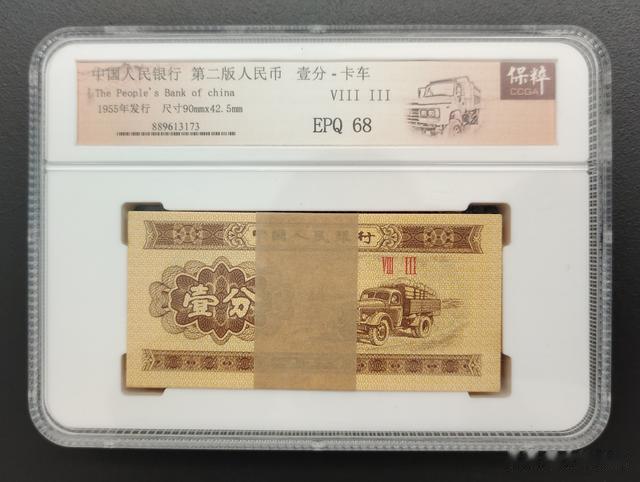 中国人民银行 第二版人民币 壹分-卡车
The People's Bank of china VIII III
1955年发行 尺寸90mmx42.5mm
889613173
EPQ 68
保粹
CCGA
中国人民银行
VIII III
壹分